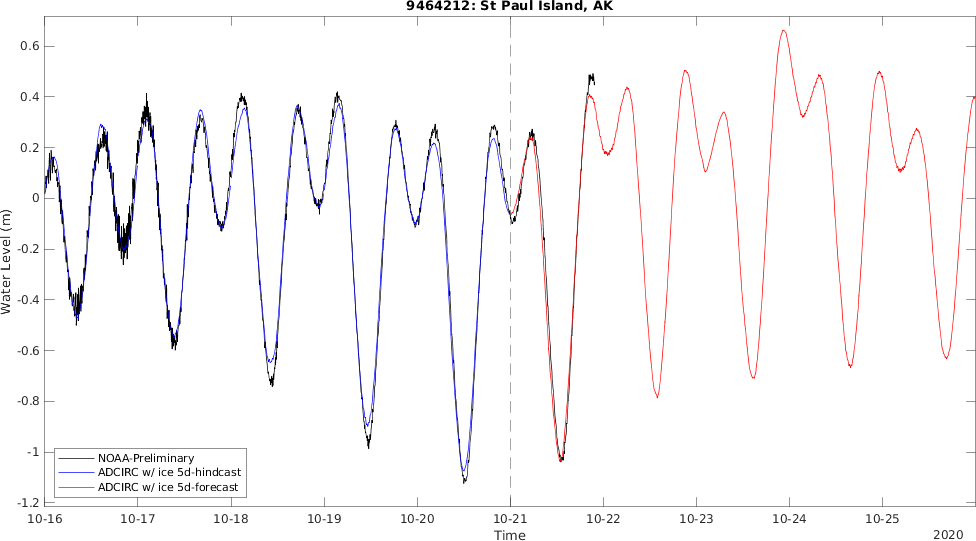 9464212: St Paul Island, AK
0.6
0.4
0.2
0
-0.2
-0.4
-0.6
-0.8
-1
-1.2
Water Level (m)
NOAA-Preliminary
ADCIRC w/ ice 5d-hindcast
ADCIRC w/ ice 5d-forecast
10-16 10-17 10-18 10-19 10-20 10-21 10-22 10-23 10-24 10-25
Time
2020